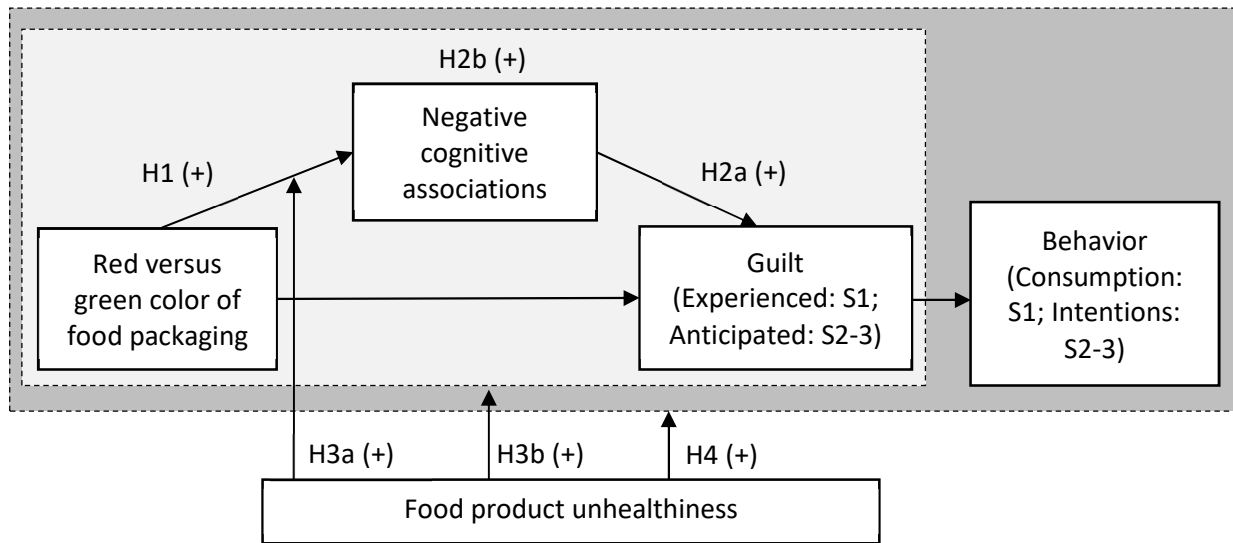 H2b (+)
Negative
cognitive
associations
H1 (+)
H2a (+)
Red versus
green color of
food packaging
Guilt
(Experienced: S1;
Anticipated: S2-3)
Behavior
(Consumption:
S1; Intentions:
S2-3)
H3a (+)
H3b (+)
H4 (+)
Food product unhealthiness